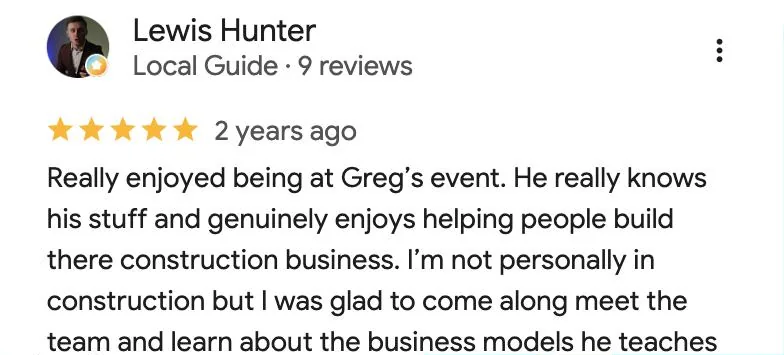 Lewis Hunter
Local Guide · 9 reviews
2 years ago
Really enjoyed being at Greg’s event. He really knows
his stuff and genuinely enjoys helping people build
there construction business. I’m not personally in
construction but I was glad to come along meet the
team and learn about the business models he teaches